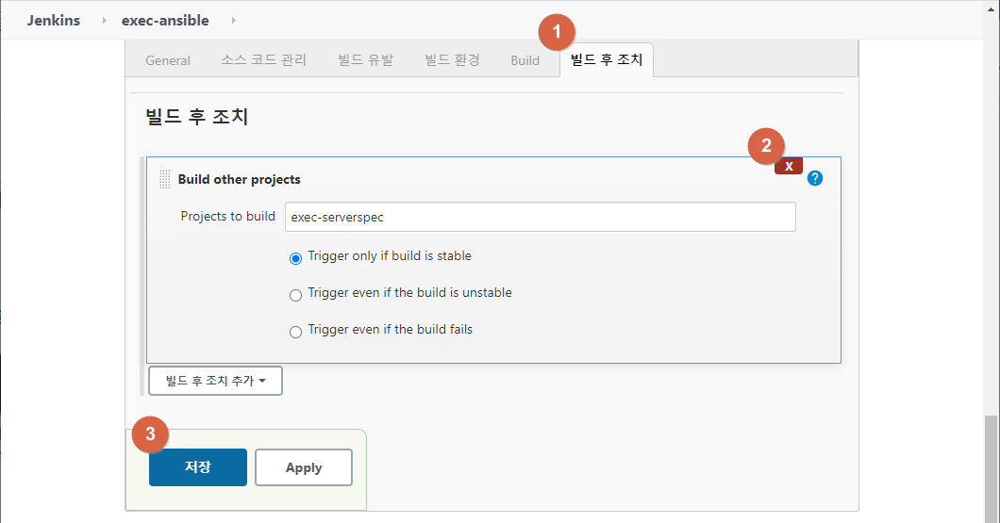 Jenkins exec-ansible
1
General 소스 코드 관리 빌드 유발 빌드 환경 Build 빌드 후 조치
빌드 후 조치
2
X
Build other projects ?
Projects to build exec-serverspec
Trigger only if build is stable
Trigger even if the build is unstable
Trigger even if the build fails
빌드 후 조치 추가
3
저장 Apply